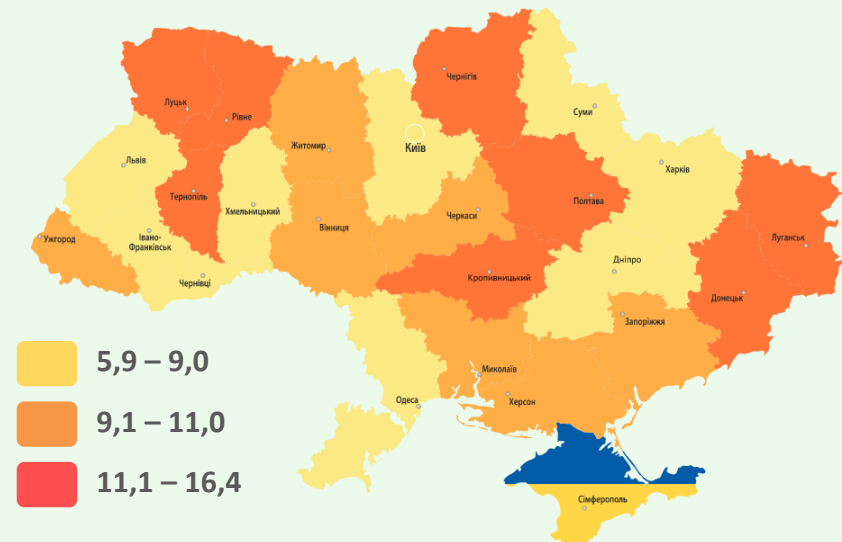 Чернігів
Луцьк
Рівне
Суми
Житомир
Київ
Львів
Харків
Тернопіль
Хмельницький
Полтава
Черкаси
Вінниця
Ужгород
Івано-
Франківськ
Луганськ
Чернівці
Кропивницький
Дніпро
Донецьк
Запоріжжя
Миколаїв
Одеса
Херсон
Сімферополь
5,9 – 9,0
9,1 – 11,0
11,1 – 16,4